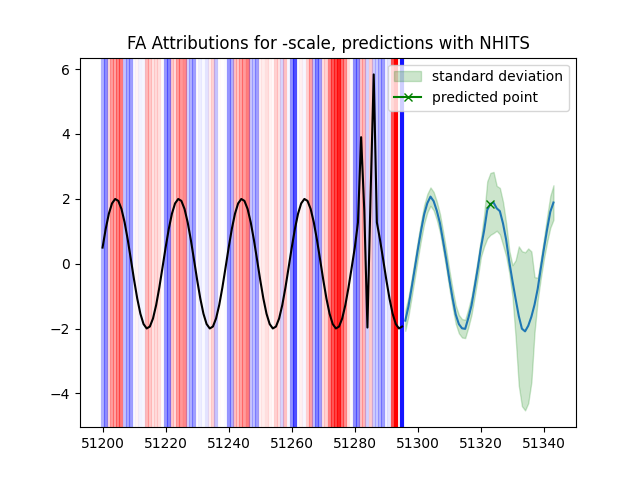 FA Attributions for -scale, predictions with NHITS
standard deviation
predicted point
6
4
2
0
−2
−4
51200 51220 51240 51260 51280 51300 51320 51340